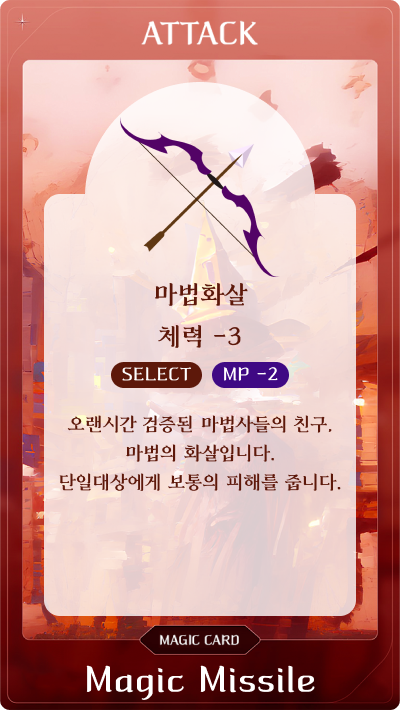 ATTACK
마법화살
체력 -3
SELECT MP -2
오랜시간 검증된 마법사들의 친구,
마법의 화살입니다.
단일대상에게 보통의 피해를 줍니다.
MAGIC CARD
Magic Missile